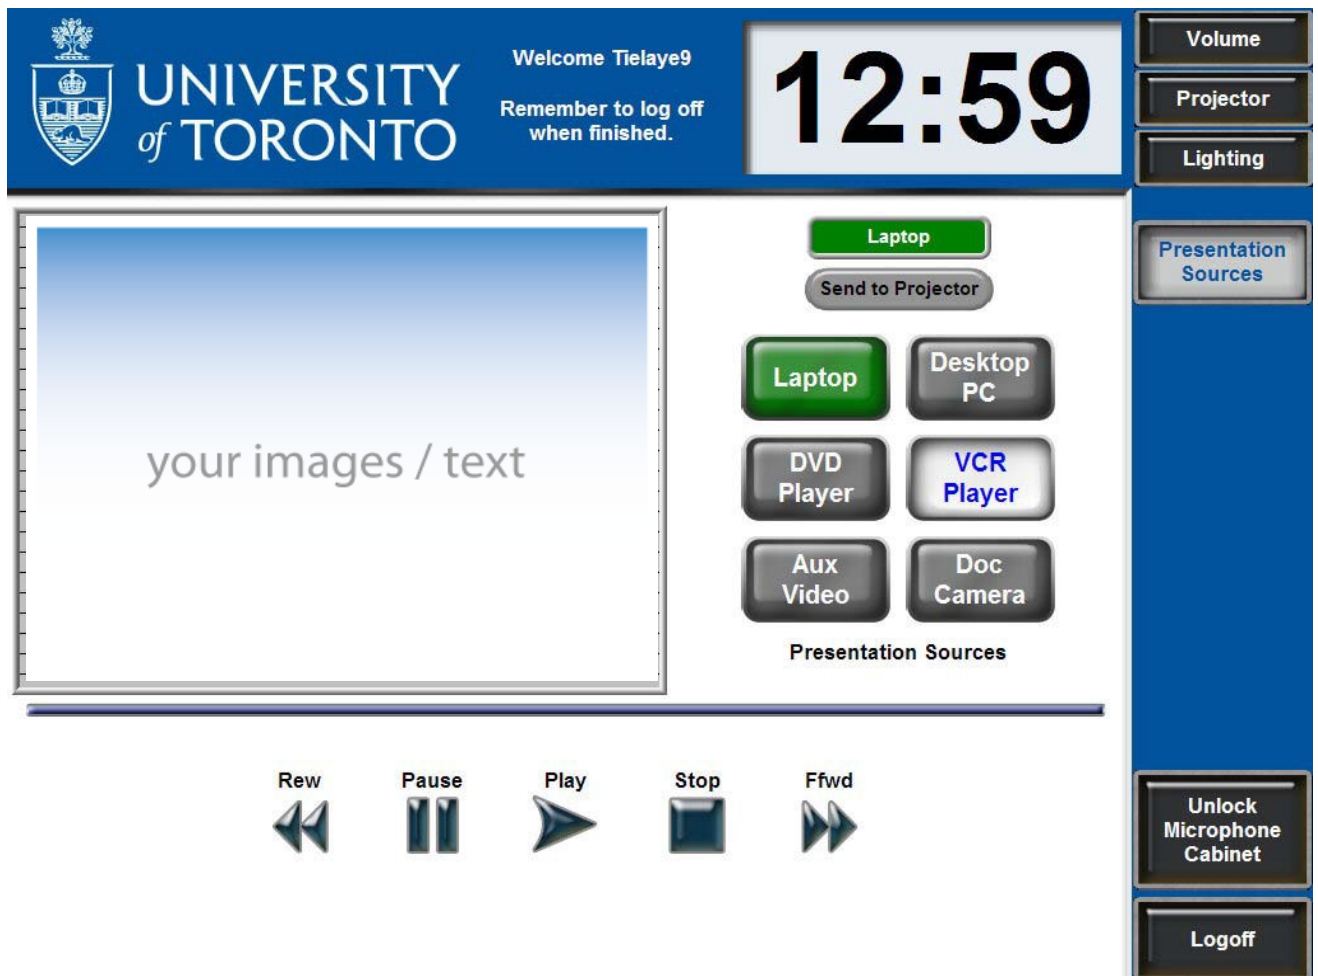 UNIVERSITY
of TORONTO
Welcome Tielaye9
Remember to log off
when finished.
12:59
Volume
Projector
Lighting
Presentation
Sources
your images / text
Laptop
Send to Projector
Laptop
Desktop
PC
DVD
Player
VCR
Player
Aux
Video
Doc
Camera
Presentation Sources
Rew
Pause
Play
Stop
Ffwd
Unlock
Microphone
Cabinet
Logoff